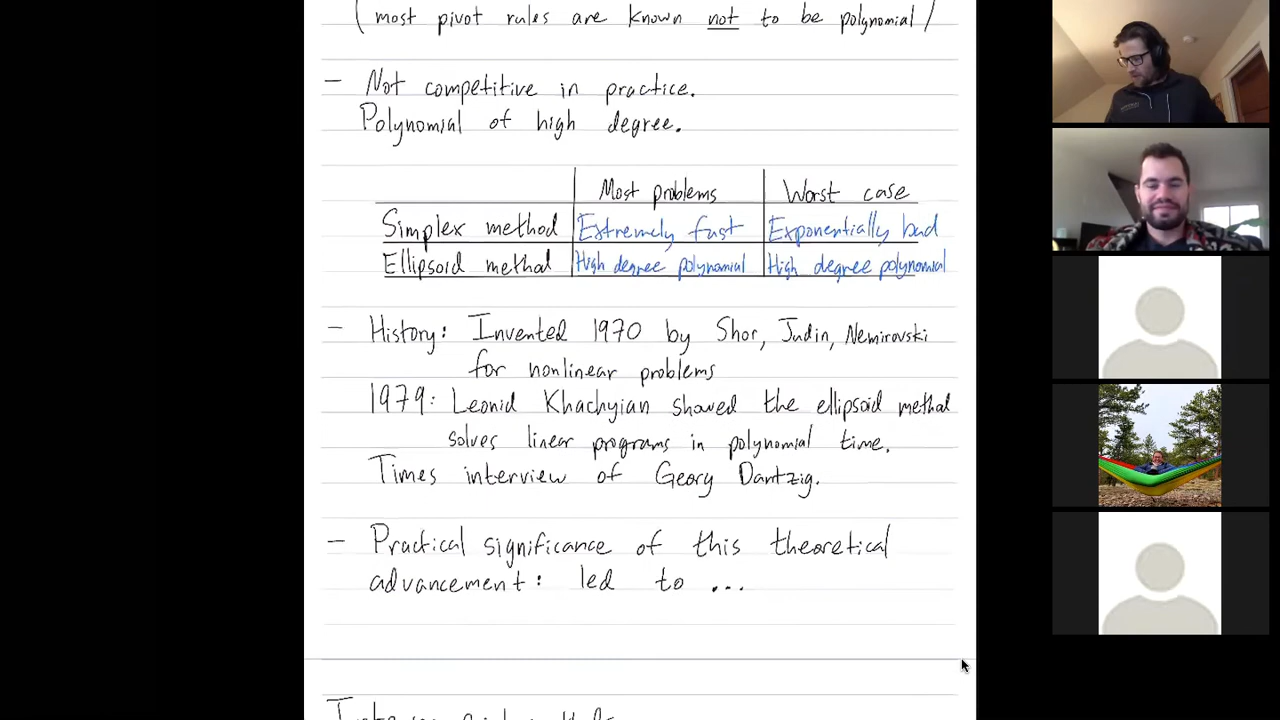 (most pivot rules are known not to be polynomial)
- Not competitive in practice.
Polynomial of high degree.
Most problems Worst case
Simplex method Extremely fast Exponentially bad
Ellipsoid method High degree polynomial High degree polynomial
- History: Invented 1970 by Shor, Judin, Nemirovski
for nonlinear problems
1979: Leonid Khachyian showed the ellipsoid method
solves linear programs in polynomial time.
Times interview of Georg Dantzig.
- Practical significance of this theoretical
advancement: led to ...